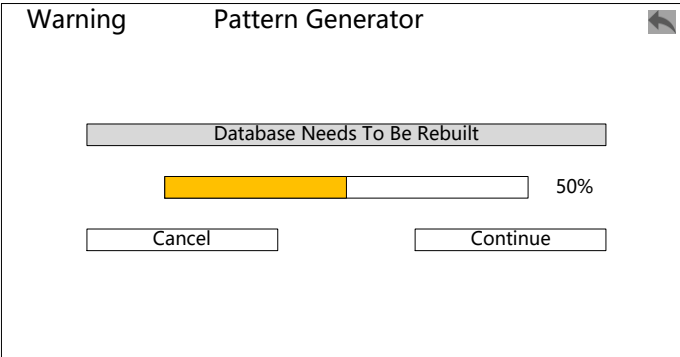 Warning Pattern Generator
Database Needs To Be Rebuilt
50%
Cancel Continue